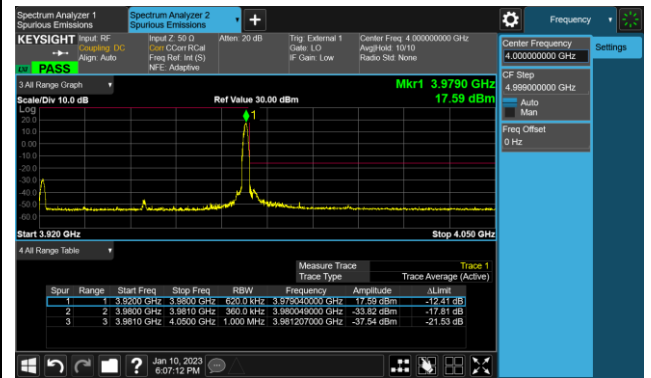 Spectrum Analyzer 1
Spurious Emissions
Spectrum Analyzer 2
Spurious Emissions
Frequency
KEYSIGHT
Input: RF
Coupling: DC
Align: Auto
Input Z: 50 Ω
Corr CCorr RCal
Freq Ref: Int (S)
NFE: Adaptive
Atten: 20 dB
Trig: External 1
Gate: LO
IF Gain: Low
Center Freq: 4.000000000 GHz
Avg|Hold: 10/10
Radio Std: None
PASS
Center Frequency
4.000000000 GHz
Settings
CF Step
4.999000000 GHz
Auto
Man
Freq Offset
0 Hz
3 All Range Graph
Mkr1 3.9790 GHz
Scale/Div 10.0 dB
Ref Value 30.00 dBm
17.59 dBm
Log
1
20.0
10.0
0.00
-10.0
-20.0
-30.0
-40.0
-50.0
-60.0
Start 3.920 GHz
Stop 4.050 GHz
4 All Range Table
Measure Trace Trace 1
Trace Type Trace Average (Active)
Spur Range Start Freq Stop Freq RBW Frequency Amplitude ΔLimit
1 1 3.9200 GHz 3.9800 GHz 620.0 kHz 3.979040000 GHz 17.59 dBm -12.41 dB
2 2 3.9800 GHz 3.9810 GHz 360.0 kHz 3.980049000 GHz -33.82 dBm -17.81 dB
3 3 3.9810 GHz 4.0500 GHz 1.000 MHz 3.981207000 GHz -37.54 dBm -21.53 dB
?
Jan 10, 2023
6:07:12 PM